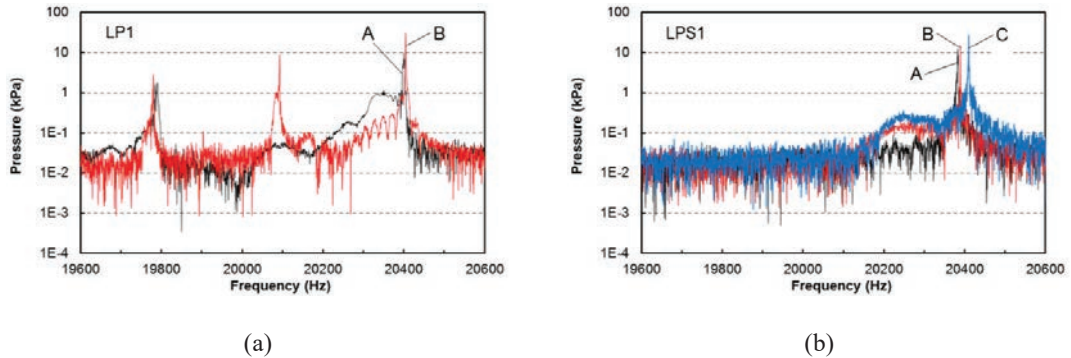 LP1
A
B
Pressure (kPa)
100
10
1
1E-1
1E-2
1E-3
1E-4
19600 19800 20000 20200 20400 20600
Frequency (Hz)
(a)
LPS1
B
C
A
Pressure (kPa)
100
10
1
1E-1
1E-2
1E-3
1E-4
19600 19800 20000 20200 20400 20600
Frequency (Hz)
(b)